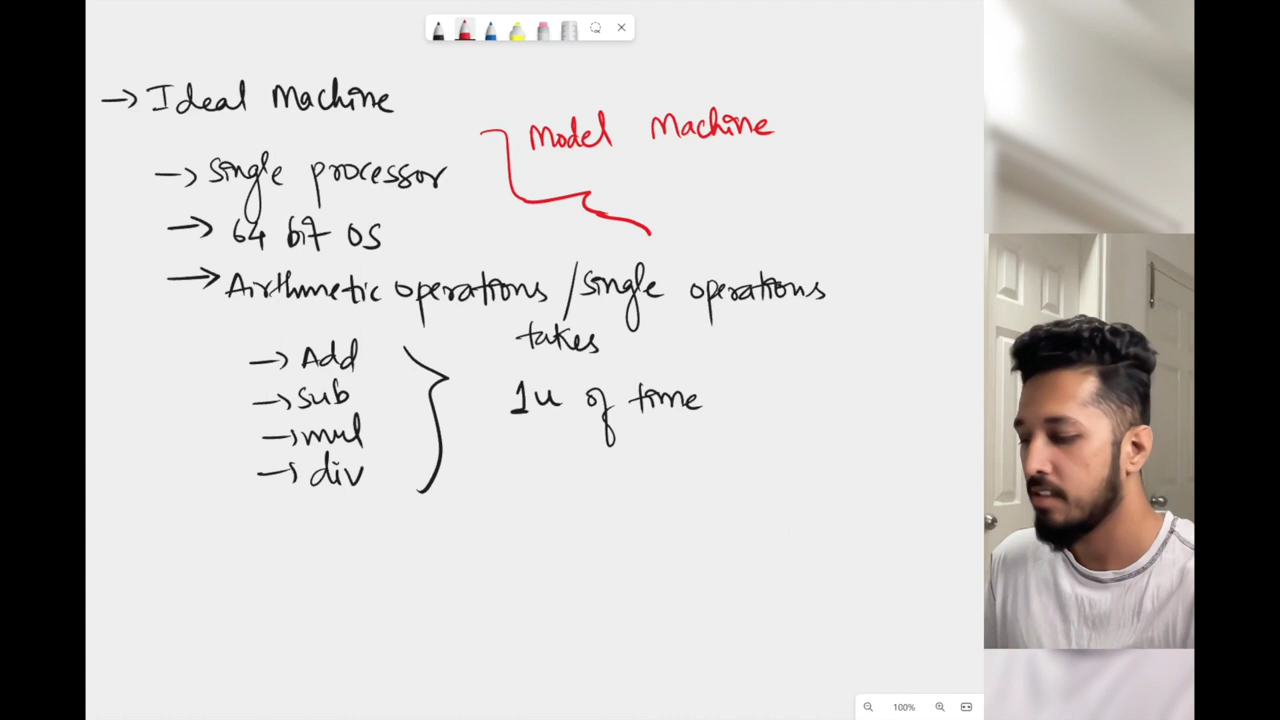 → Ideal Machine
Model Machine
→ Single processor
→ 64 bit OS
→ Airthmetic operations / single operations
takes
→ Add
→ sub
→ mul
→ div
1u of time
100%